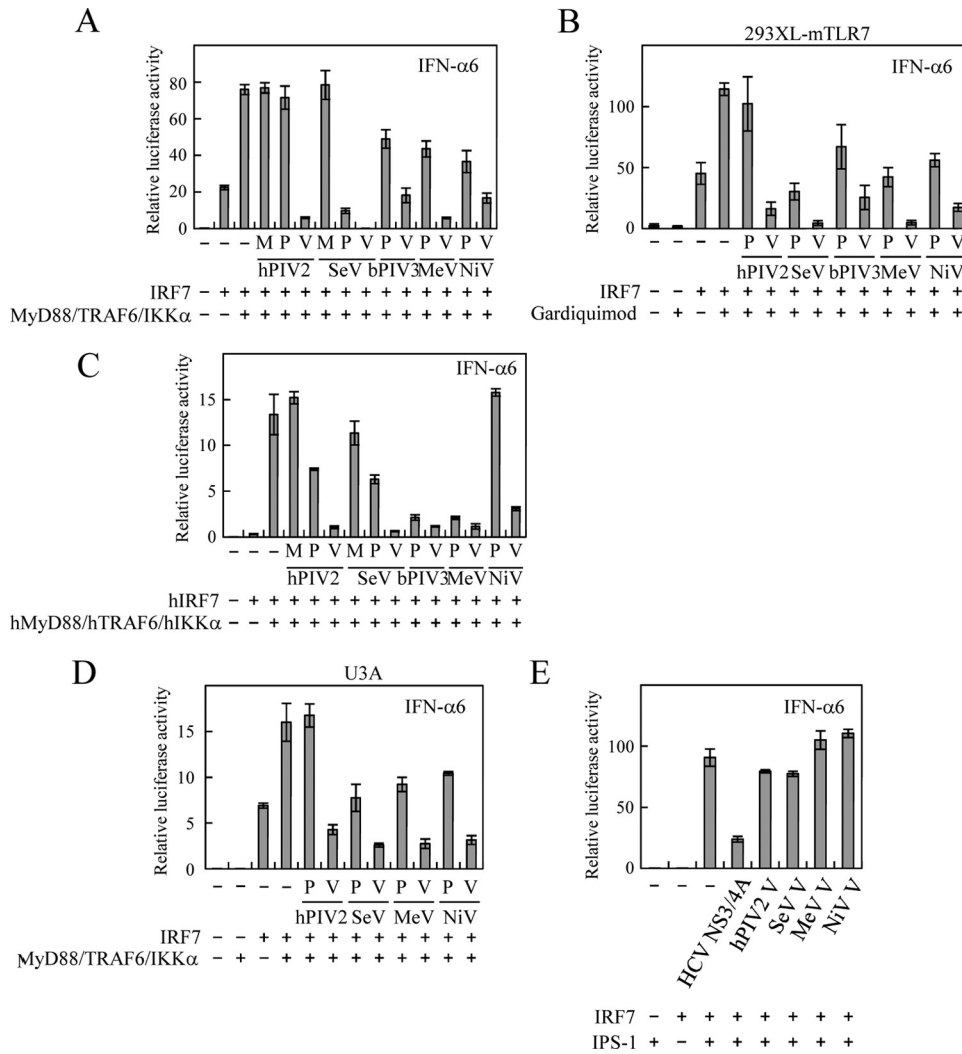 A
IFN-α6
Relative luciferase activity
80
60
40
20
0
– – – M P V M P V P V P V P V
hPIV2 SeV bPIV3 MeV NiV
IRF7 – + + + + + + + + + + + + + +
MyD88/TRAF6/IKKα – – + + + + + + + + + + + + +
B
293XL-mTLR7
IFN-α6
Relative luciferase activity
100
50
0
– – – – P V P V P V P V P V
hPIV2 SeV bPIV3 MeV NiV
IRF7 – – + + + + + + + + + + + +
Gardiquimod – + – + + + + + + + + + + +
C
IFN-α6
Relative luciferase activity
15
10
5
0
– – – M P V M P V P V P V P V
hPIV2 SeV bPIV3 MeV NiV
hIRF7 – + + + + + + + + + + + + + +
hMyD88/hTRAF6/hIKKα – – + + + + + + + + + + + + +
D
U3A
IFN-α6
Relative luciferase activity
15
10
5
0
– – – – P V P V P V P V
hPIV2 SeV MeV NiV
IRF7 – – + + + + + + + + + +
MyD88/TRAF6/IKKα – + – + + + + + + + + +
E
IFN-α6
Relative luciferase activity
100
50
0
– – – HCV NS3/4A hPIV2 V SeV V MeV V NiV V
IRF7 – + + + + + + +
IPS-1 + – + + + + + +